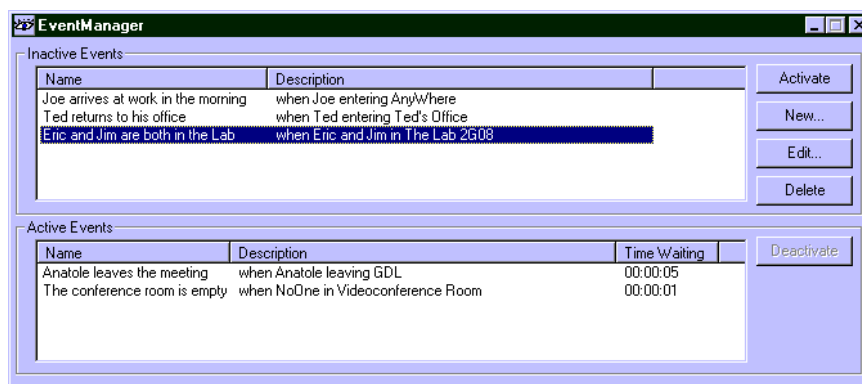 EventManager
Inactive Events
Name Description
Joe arrives at work in the morning when Joe entering AnyWhere
Ted returns to his office when Ted entering Ted's Office
Eric and Jim are both in the Lab when Eric and Jim in The Lab 2G08
Activate
New...
Edit...
Delete
Active Events
Name Description Time Waiting
Anatole leaves the meeting when Anatole leaving GDL 00:00:05
The conference room is empty when NoOne in Videoconference Room 00:00:01
Deactivate